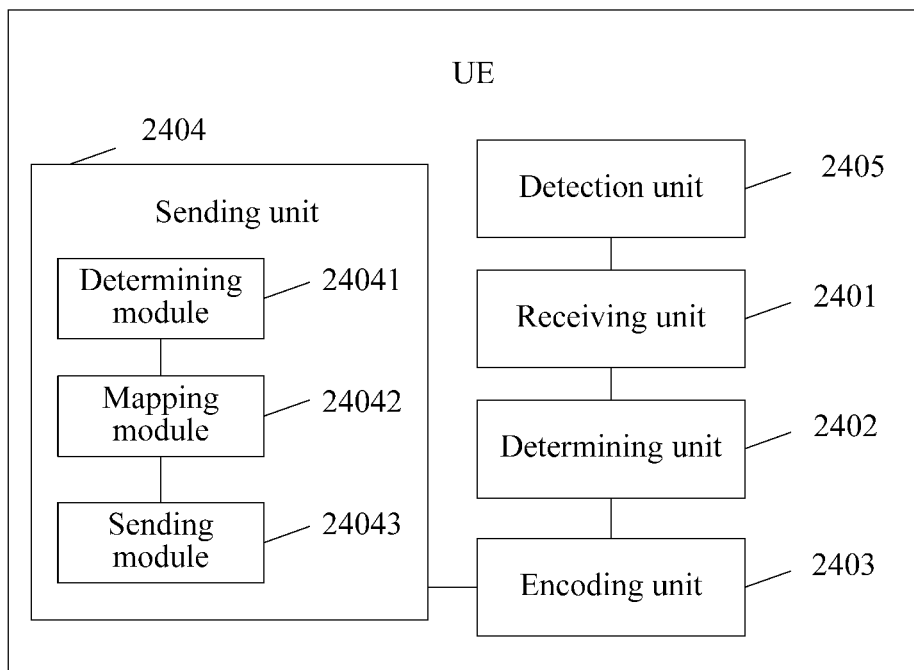 UE
2404
Sending unit
Determining
module
24041
Mapping
module
24042
Sending
module
24043
Detection unit
2405
Receiving unit
2401
Determining unit
2402
Encoding unit
2403